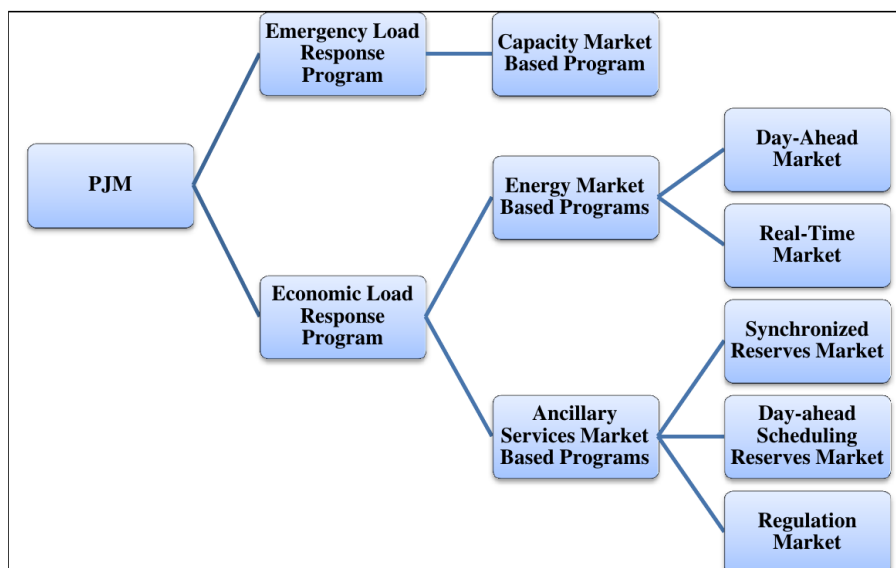 Emergency Load
Response
Program
Capacity Market
Based Program
PJM
Day-Ahead
Market
Energy Market
Based Programs
Real-Time
Market
Economic Load
Response
Program
Synchronized
Reserves Market
Ancillary
Services Market
Based Programs
Day-ahead
Scheduling
Reserves Market
Regulation
Market